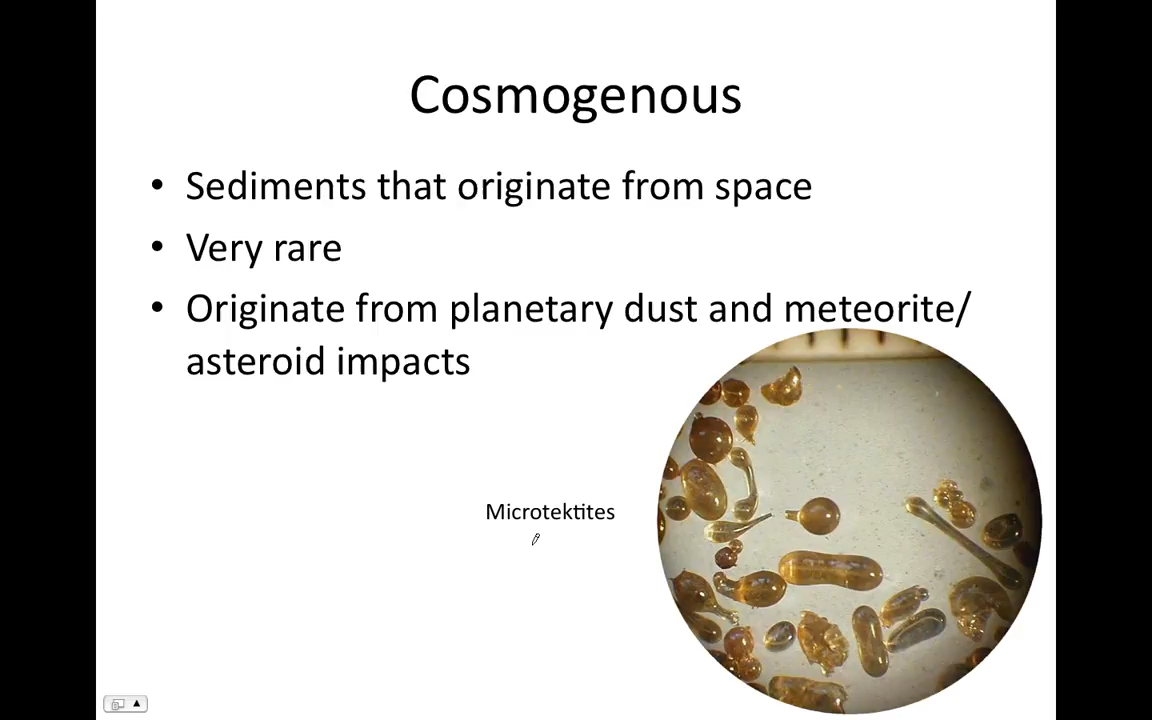 Cosmogenous
• Sediments that originate from space
• Very rare
• Originate from planetary dust and meteorite/
asteroid impacts
Microtektites